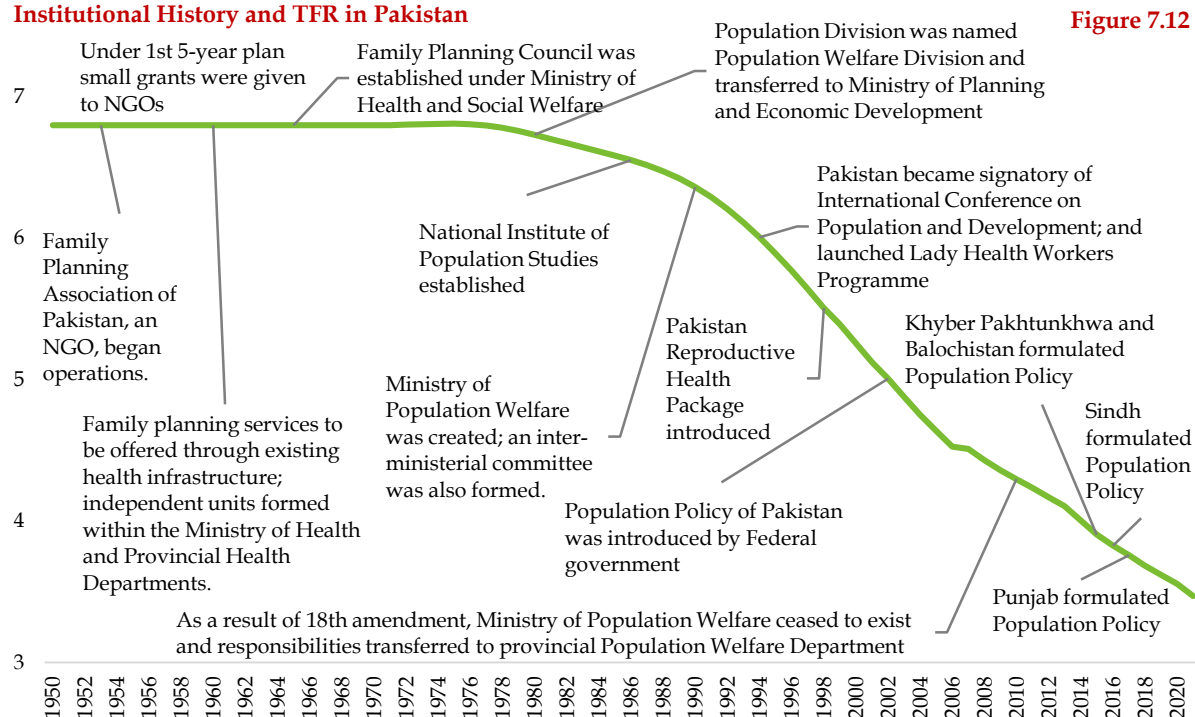 Institutional History and TFR in Pakistan
Figure 7.12
Under 1st 5-year plan
small grants were given
to NGOs
Family Planning Council was
established under Ministry of
Health and Social Welfare
Population Division was named
Population Welfare Division and
transferred to Ministry of Planning
and Economic Development
Family
Planning
Association of
Pakistan, an
NGO, began
operations.
National Institute of
Population Studies
established
Pakistan became signatory of
International Conference on
Population and Development; and
launched Lady Health Workers
Programme
Family planning services to
be offered through existing
health infrastructure;
independent units formed
within the Ministry of Health
and Provincial Health
Departments.
Ministry of
Population Welfare
was created; an inter-
ministerial committee
was also formed.
Pakistan
Reproductive
Health
Package
introduced
Khyber Pakhtunkhwa and
Balochistan formulated
Population Policy
Sindh
formulated
Population
Policy
Population Policy of Pakistan
was introduced by Federal
government
Punjab formulated
Population Policy
As a result of 18th amendment, Ministry of Population Welfare ceased to exist
and responsibilities transferred to provincial Population Welfare Department
7
6
5
4
3
1950
1952
1954
1956
1958
1960
1962
1964
1966
1968
1970
1972
1974
1976
1978
1980
1982
1984
1986
1988
1990
1992
1994
1996
1998
2000
2002
2004
2006
2008
2010
2012
2014
2016
2018
2020